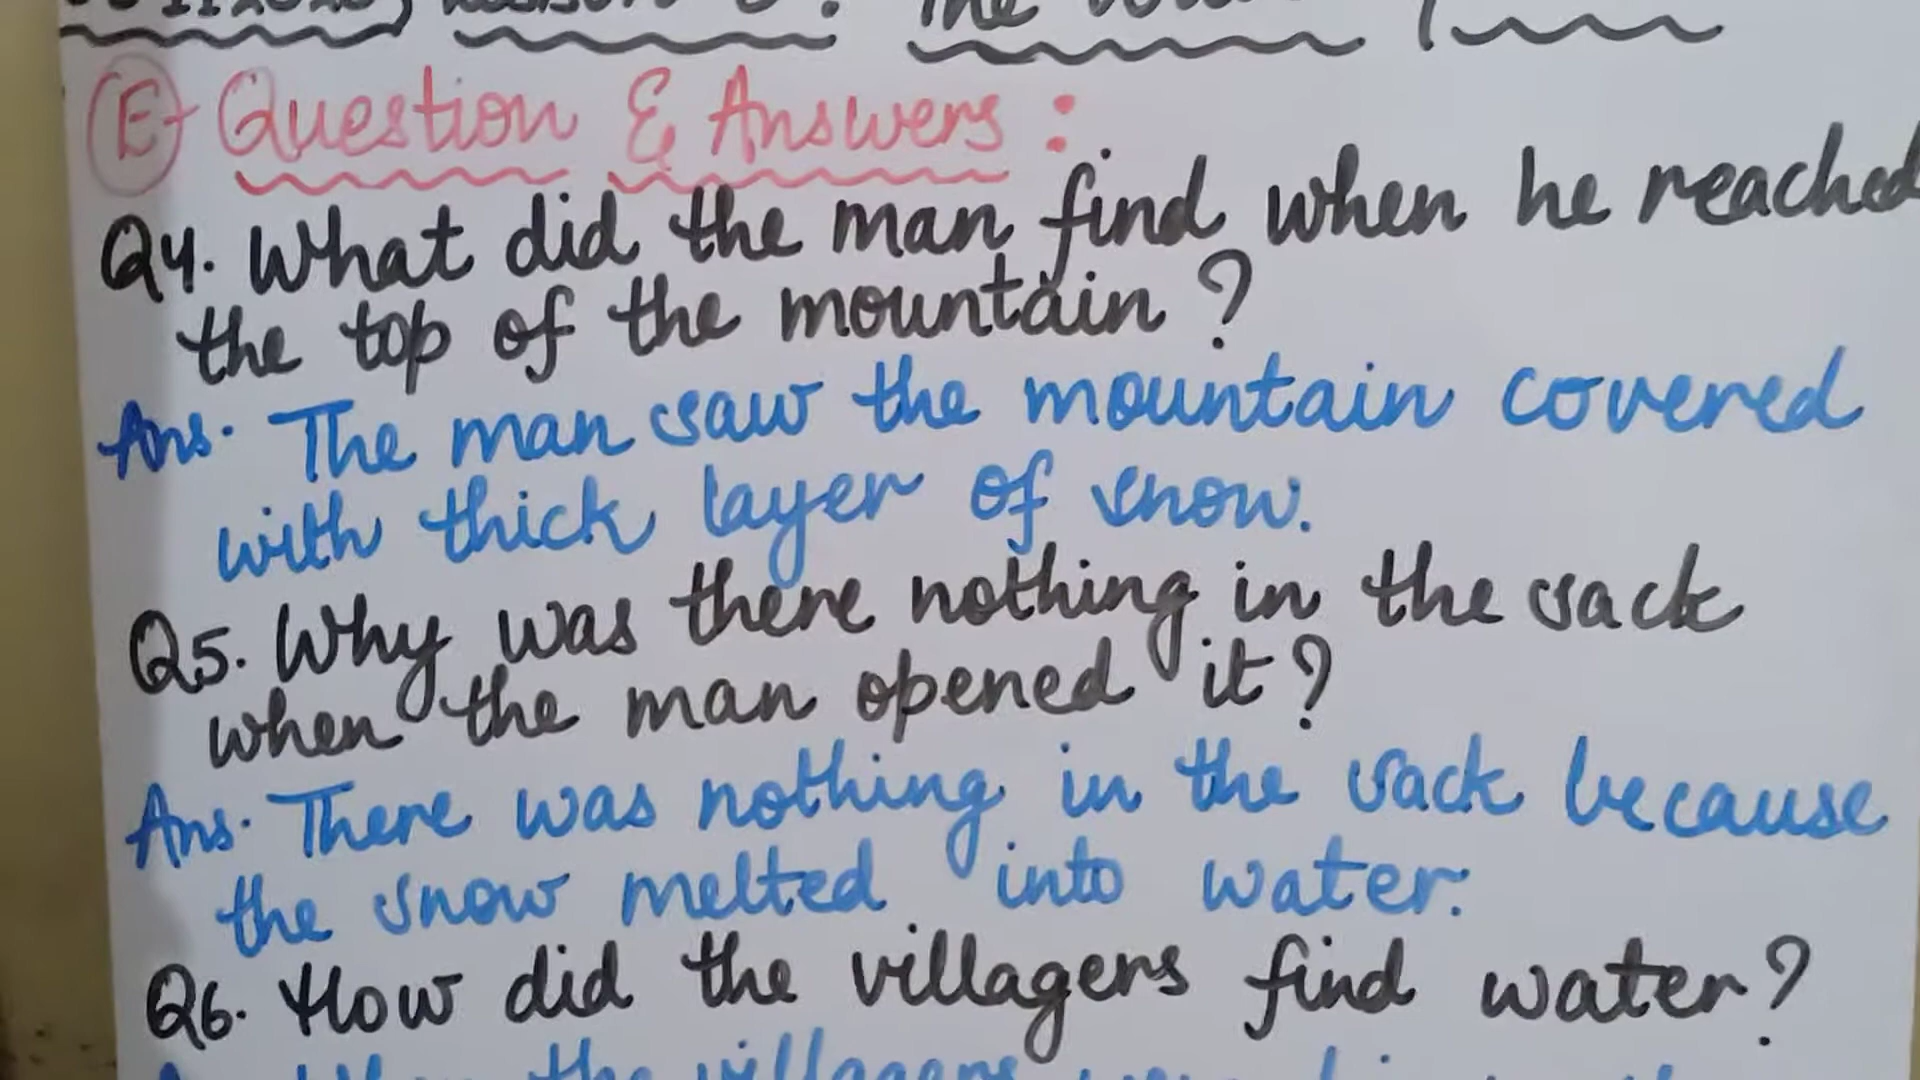 The
E Question & Answers :
Q4. What did the man find when he reached
the top of the mountain ?
Ans. The man saw the mountain covered
with thick layer of snow.
Q5. Why was there nothing in the sack
when the man opened it ?
Ans. There was nothing in the sack because
the snow melted into water.
Q6. How did the villagers find water ?
the villagers